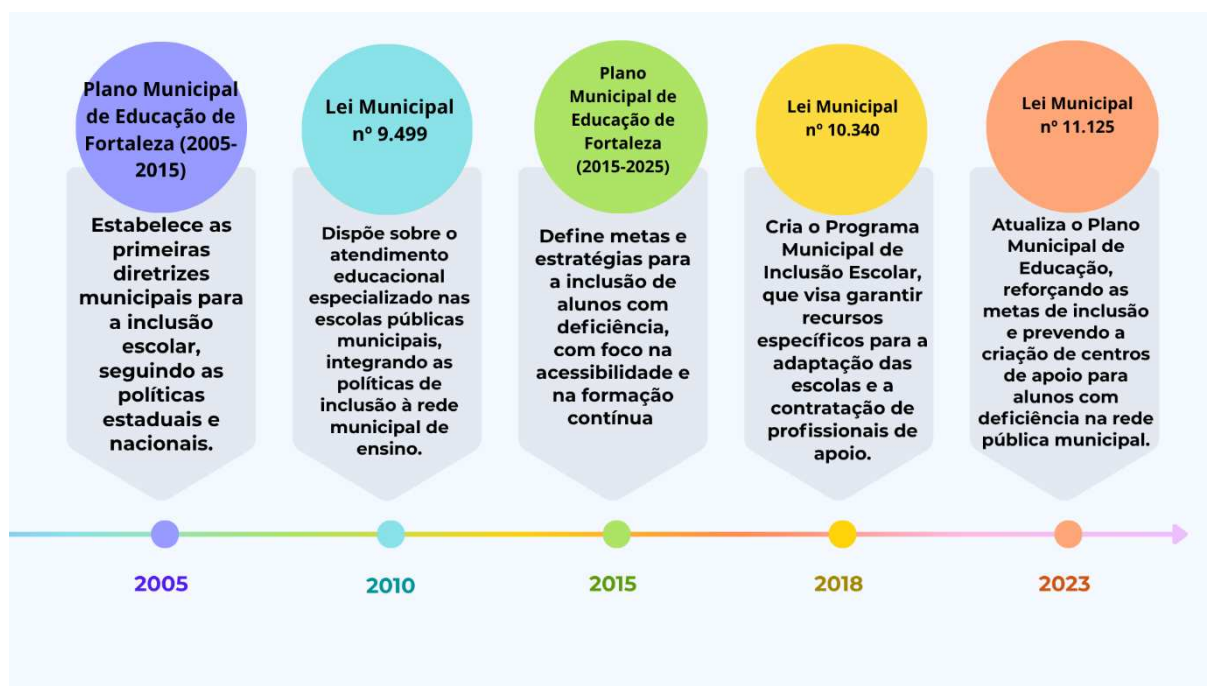 Plano Municipal
de Educação de
Fortaleza (2005-
2015)
Estabelece as
primeiras
diretrizes
municipais para
a inclusão
escolar,
seguindo as
políticas
estaduais e
nacionais.
2005
Lei Municipal
nº 9.499
Dispõe sobre o
atendimento
educacional
especializado nas
escolas públicas
municipais,
integrando as
políticas de
inclusão à rede
municipal de
ensino.
2010
Plano
Municipal de
Educação de
Fortaleza
(2015-2025)
Define metas e
estratégias para
a inclusão de
alunos com
deficiência,
com foco na
acessibilidade e
na formação
contínua
2015
Lei Municipal
nº 10.340
Cria o Programa
Municipal de
Inclusão Escolar,
que visa garantir
recursos
específicos para a
adaptação das
escolas e a
contratação de
profissionais de
apoio.
2018
Lei Municipal
nº 11.125
Atualiza o Plano
Municipal de
Educação,
reforçando as
metas de inclusão
e prevendo a
criação de centros
de apoio para
alunos com
deficiência na rede
pública municipal.
2023